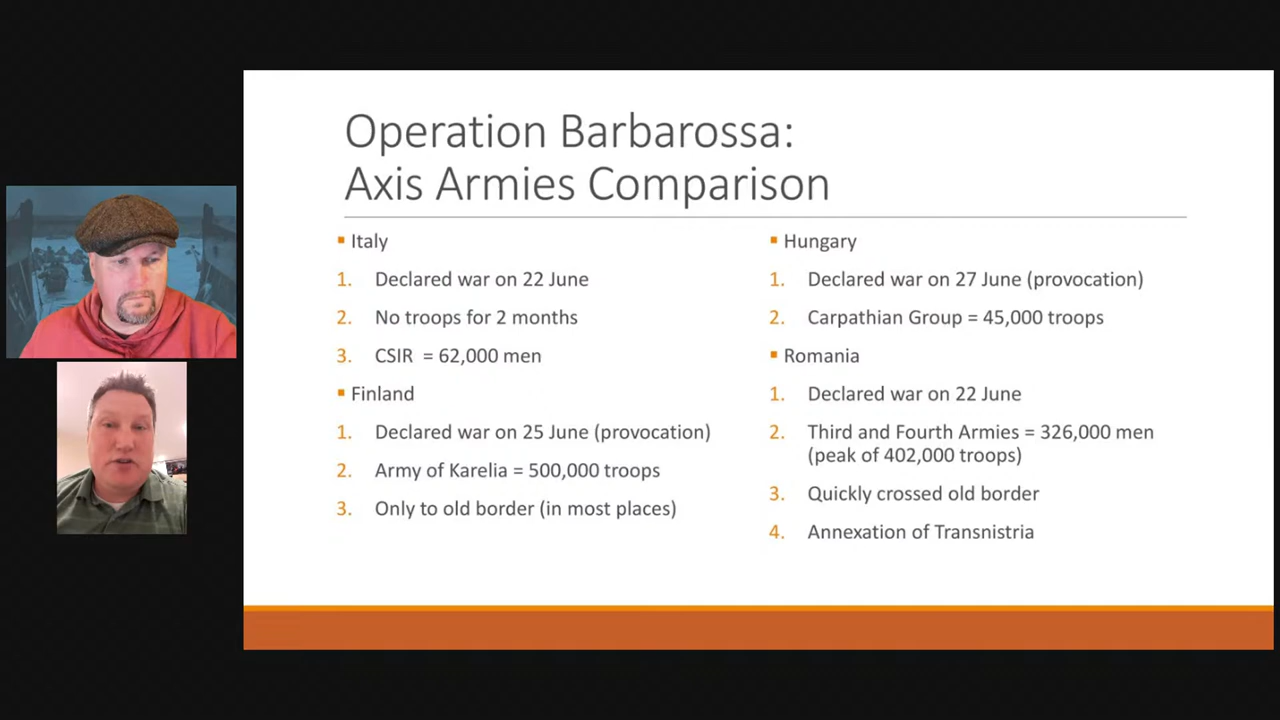 Operation Barbarossa:
Axis Armies Comparison
▪ Italy
1. Declared war on 22 June
2. No troops for 2 months
3. CSIR = 62,000 men
▪ Finland
1. Declared war on 25 June (provocation)
2. Army of Karelia = 500,000 troops
3. Only to old border (in most places)
▪ Hungary
1. Declared war on 27 June (provocation)
2. Carpathian Group = 45,000 troops
▪ Romania
1. Declared war on 22 June
2. Third and Fourth Armies = 326,000 men
(peak of 402,000 troops)
3. Quickly crossed old border
4. Annexation of Transnistria